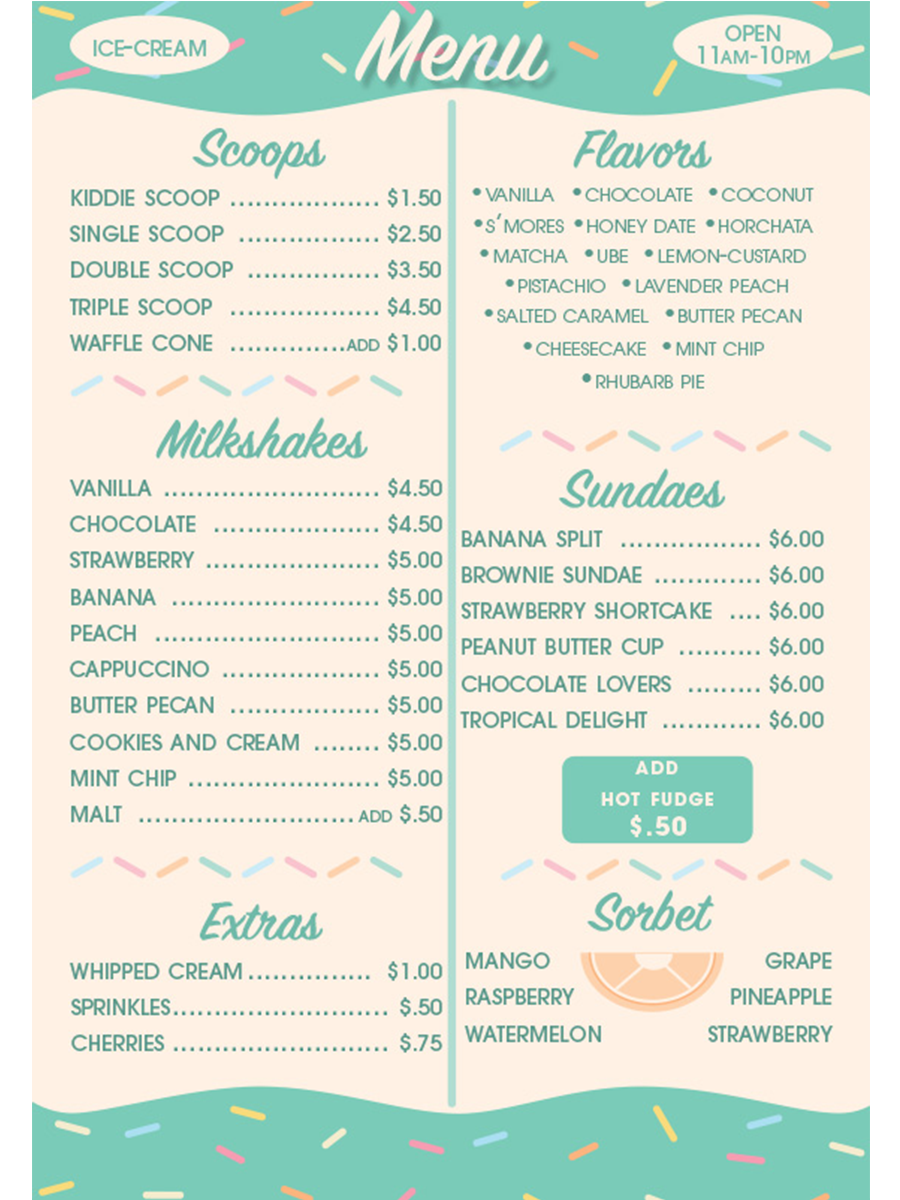 ICE-CREAM
Menu
OPEN
11AM-10PM
Scoops
KIDDIE SCOOP .................. $1.50
SINGLE SCOOP ................. $2.50
DOUBLE SCOOP ................ $3.50
TRIPLE SCOOP .................. $4.50
WAFFLE CONE ..............ADD $1.00
Milkshakes
VANILLA .......................... $4.50
CHOCOLATE .................... $4.50
STRAWBERRY ..................... $5.00
BANANA ......................... $5.00
PEACH ........................... $5.00
CAPPUCCINO ................... $5.00
BUTTER PECAN .................. $5.00
COOKIES AND CREAM ........ $5.00
MINT CHIP ....................... $5.00
MALT .......................... ADD $.50
Extras
WHIPPED CREAM............... $1.00
SPRINKLES.......................... $.50
CHERRIES .......................... $.75
Flavors
•VANILLA •CHOCOLATE •COCONUT
•S'MORES •HONEY DATE •HORCHATA
•MATCHA •UBE •LEMON-CUSTARD
•PISTACHIO •LAVENDER PEACH
•SALTED CARAMEL •BUTTER PECAN
•CHEESECAKE •MINT CHIP
•RHUBARB PIE
Sundaes
BANANA SPLIT ................. $6.00
BROWNIE SUNDAE ............. $6.00
STRAWBERRY SHORTCAKE .... $6.00
PEANUT BUTTER CUP .......... $6.00
CHOCOLATE LOVERS ......... $6.00
TROPICAL DELIGHT ............ $6.00
ADD
HOT FUDGE
$.50
Sorbet
MANGO GRAPE
RASPBERRY PINEAPPLE
WATERMELON STRAWBERRY